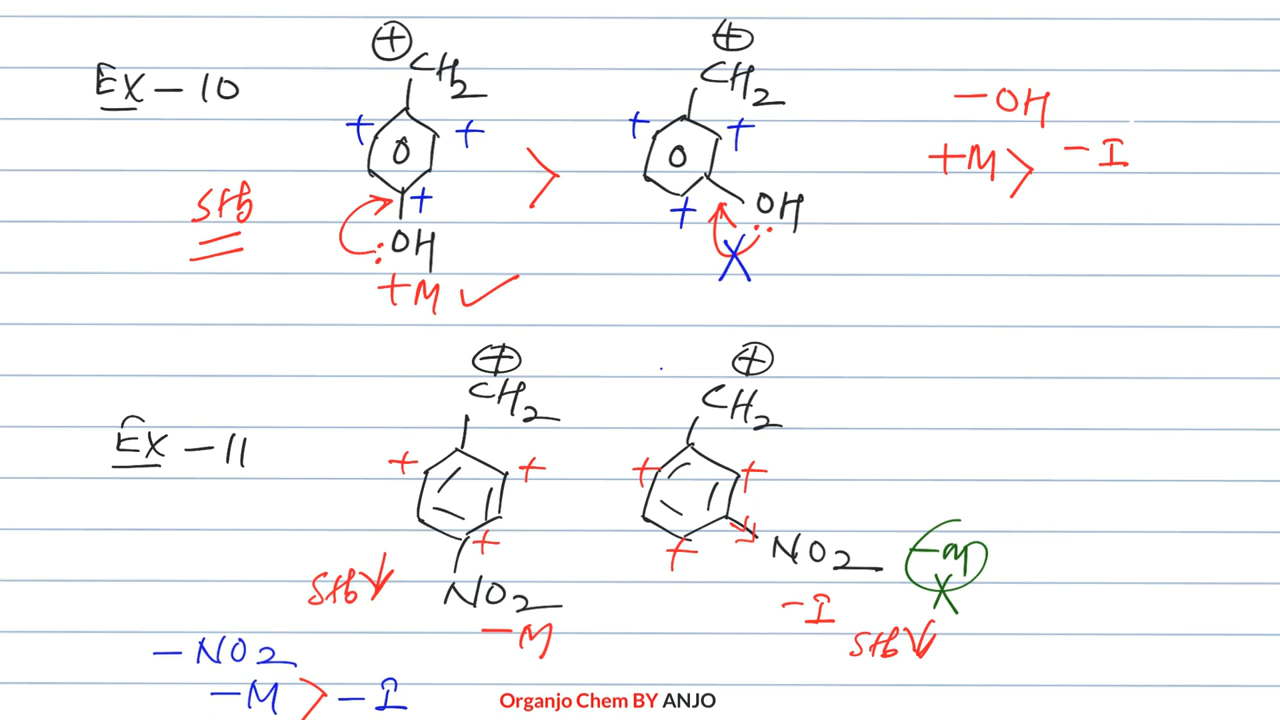 EX - 10
⊕
CH2
+ +
+
:OH
+M ✓
Stb
>
⊕
CH2
+ +
+
OH
X
- OH
+M > - I
EX - 11
⊕
CH2
+ +
+
NO2
- M
Stb ↓
⊕
CH2
+ +
+
NO2
- I
Stb ↓
- m
X
- NO2
- M > - I
Organjo Chem BY ANJO